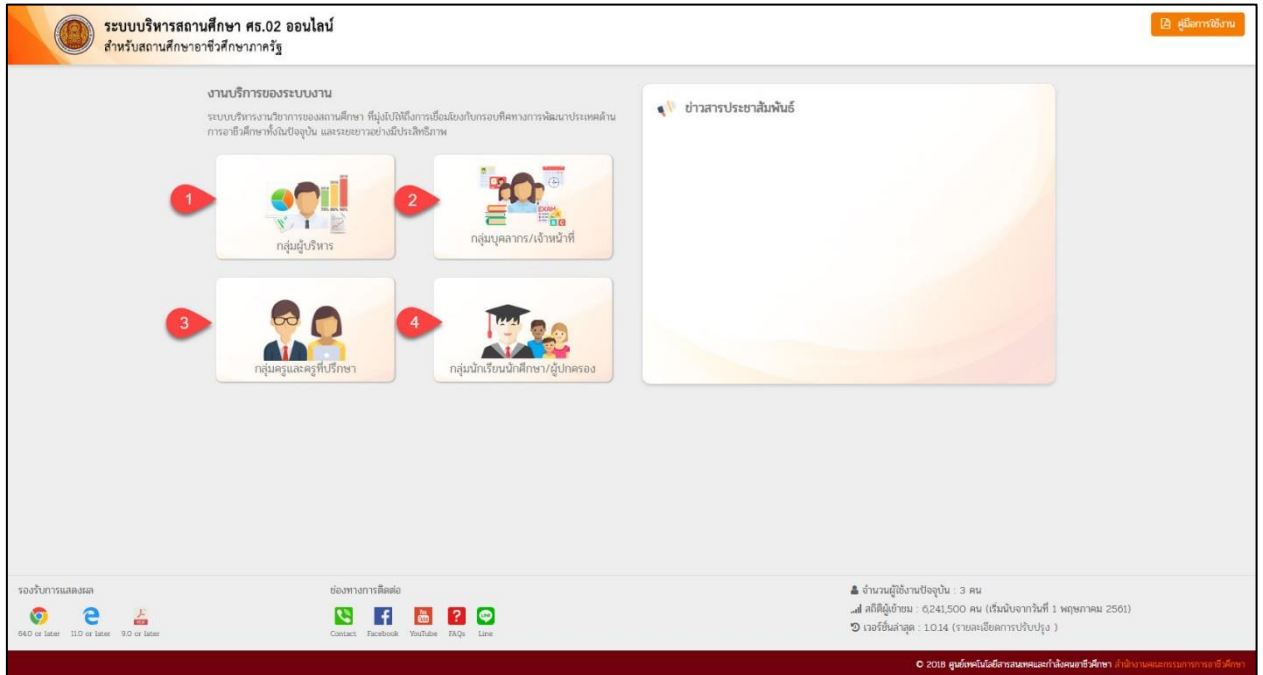 ระบบบริหารสถานศึกษา ศธ.02 ออนไลน์
สำหรับสถานศึกษาอาชีวศึกษาภาครัฐ
คู่มือการใช้งาน
งานบริการของระบบงาน
ระบบบริหารงานวิชาการของสถานศึกษา ที่มุ่งไปให้ถึงการเชื่อมโยงกับกรอบทิศทางการพัฒนาประเทศด้าน
การอาชีวศึกษาทั้งในปัจจุบัน และระยะยาวอย่างมีประสิทธิภาพ
1
กลุ่มผู้บริหาร
2
EXAM
กลุ่มบุคลากร/เจ้าหน้าที่
3
กลุ่มครูและครูที่ปรึกษา
4
กลุ่มนักเรียนนักศึกษา/ผู้ปกครอง
ข่าวสารประชาสัมพันธ์
รองรับการแสดงผล
64.0 or later 11.0 or later 9.0 or later
ช่องทางการติดต่อ
Contact Facebook YouTube FAQs Line
จำนวนผู้ใช้งานปัจจุบัน : 3 คน
สถิติผู้เข้าชม : 6,241,500 คน (เริ่มนับจากวันที่ 1 พฤษภาคม 2561)
เวอร์ชั่นล่าสุด : 1.0.14 (รายละเอียดการปรับปรุง )
© 2018 ศูนย์เทคโนโลยีสารสนเทศและกำลังคนอาชีวศึกษา สำนักงานคณะกรรมการการอาชีวศึกษา